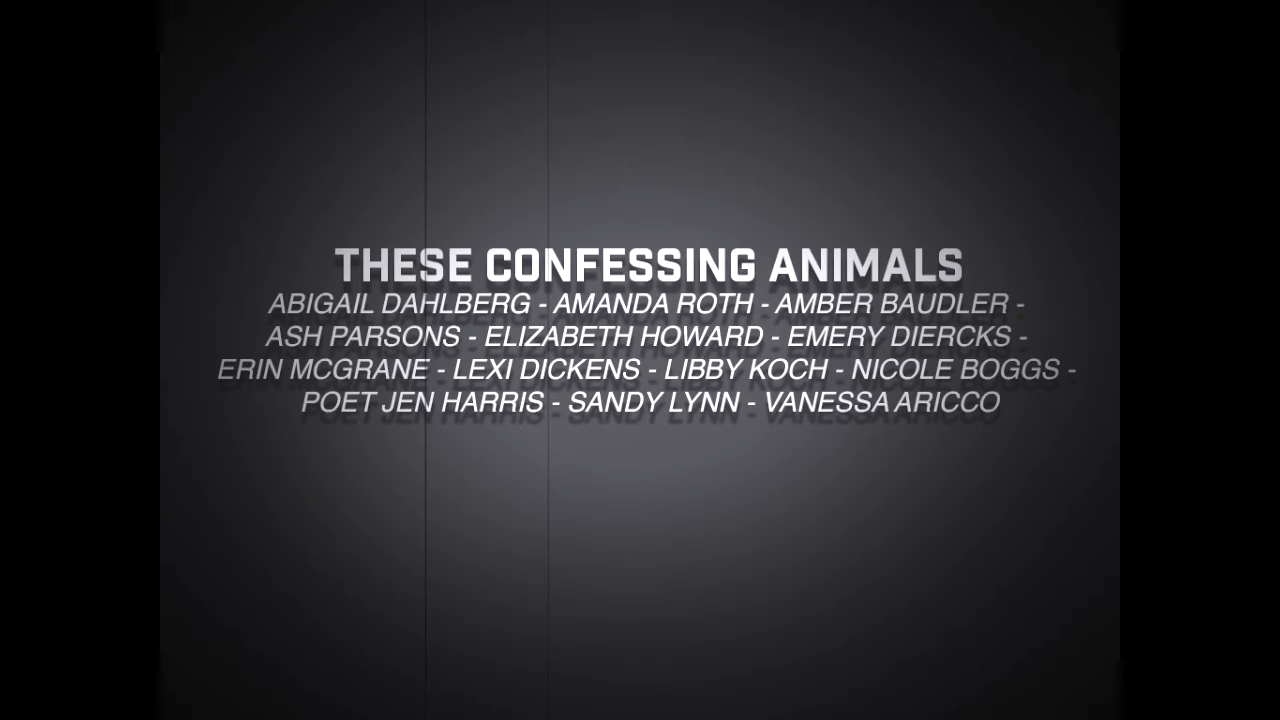 THESE CONFESSING ANIMALS
ABIGAIL DAHLBERG - AMANDA ROTH - AMBER BAUDLER -
ASH PARSONS - ELIZABETH HOWARD - EMERY DIERCKS -
ERIN MCGRANE - LEXI DICKENS - LIBBY KOCH - NICOLE BOGGS -
POET JEN HARRIS - SANDY LYNN - VANESSA ARICCO